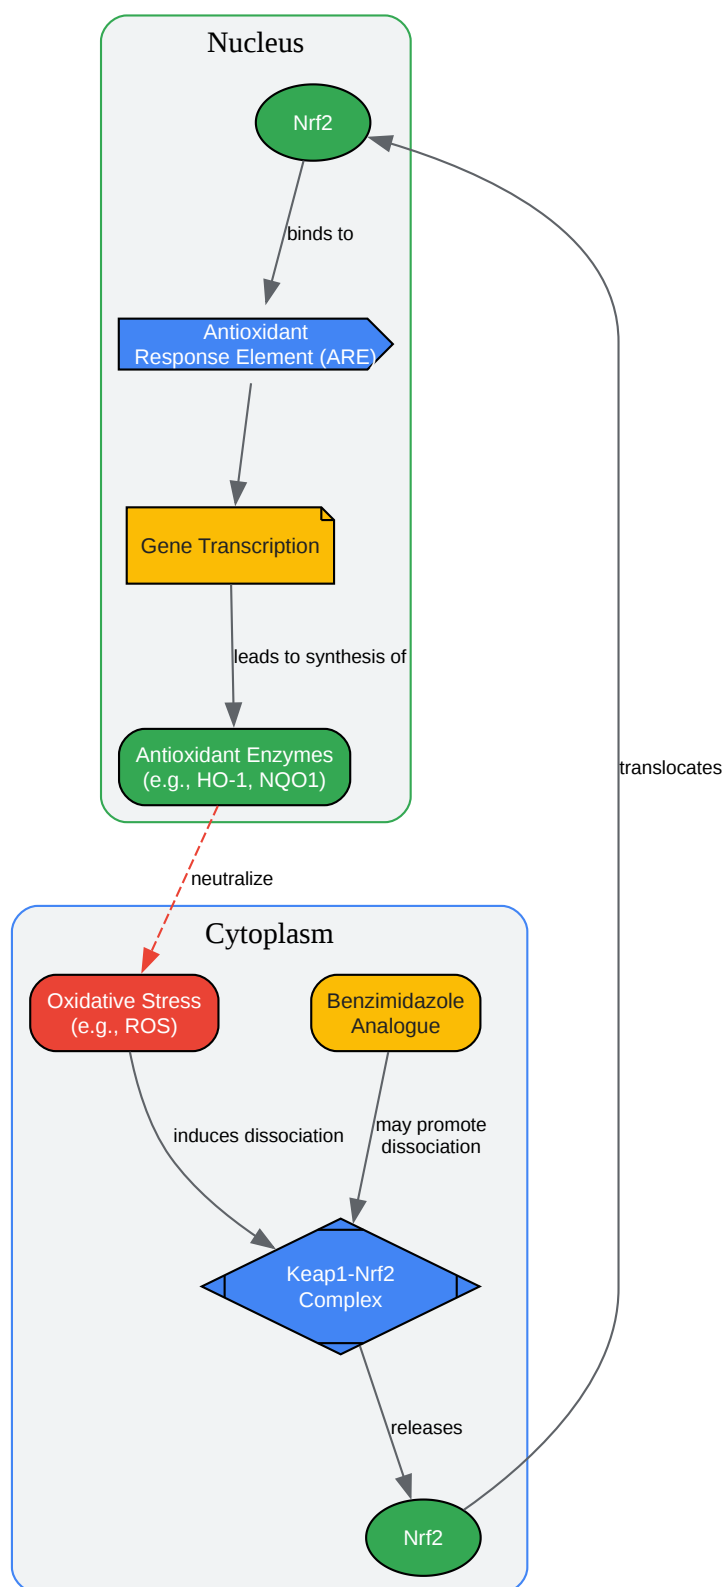 Nucleus
Nrf2
binds to
Antioxidant
Response Element (ARE)
Gene Transcription
leads to synthesis of
Antioxidant Enzymes
(e.g., HO-1, NQO1)
translocates
neutralize
Cytoplasm
Oxidative Stress
(e.g., ROS)
Benzimidazole
Analogue
induces dissociation
may promote
dissociation
Keap1-Nrf2
Complex
releases
Nrf2